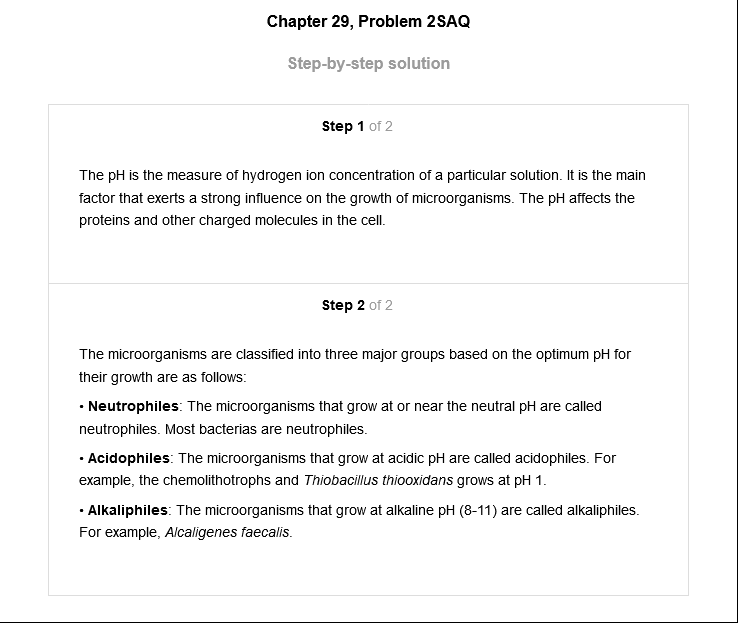 Chapter 29, Problem 2SAQ
Step-by-step solution
Step 1 of 2
The pH is the measure of hydrogen ion concentration of a particular solution. It is the main
factor that exerts a strong influence on the growth of microorganisms. The pH affects the
proteins and other charged molecules in the cell.
Step 2 of 2
The microorganisms are classified into three major groups based on the optimum pH for
their growth are as follows:
• Neutrophiles: The microorganisms that grow at or near the neutral pH are called
neutrophiles. Most bacterias are neutrophiles.
• Acidophiles: The microorganisms that grow at acidic pH are called acidophiles. For
example, the chemolithotrophs and Thiobacillus thiooxidans grows at pH 1.
• Alkaliphiles: The microorganisms that grow at alkaline pH (8-11) are called alkaliphiles.
For example, Alcaligenes faecalis.